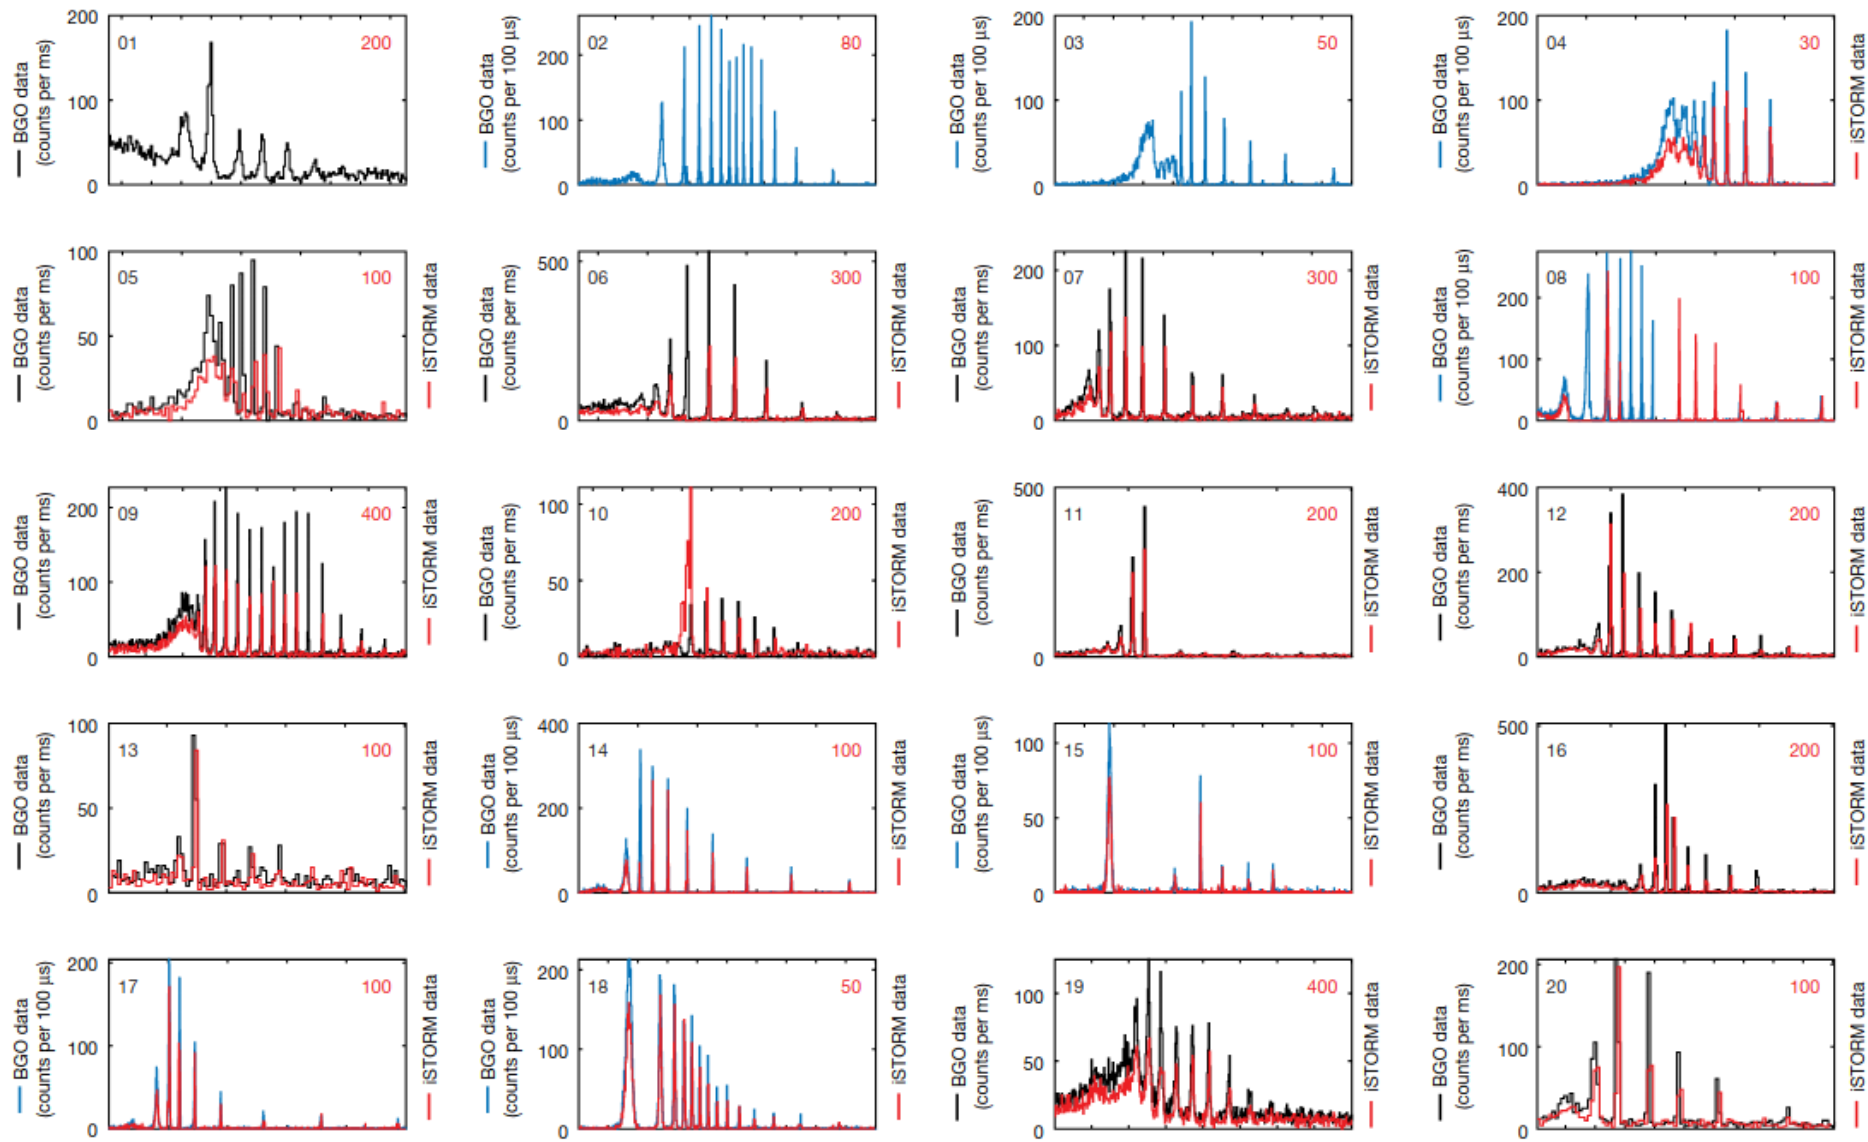 200 100 0 01 200 BGO data (counts per ms)
200 100 0 02 80 BGO data (counts per 100 μs)
200 100 0 03 50 BGO data (counts per 100 μs)
200 100 0 04 30 BGO data (counts per 100 μs) iSTORM data
100 50 0 05 100 BGO data (counts per ms) iSTORM data
500 0 06 300 BGO data (counts per ms) iSTORM data
200 100 0 07 300 BGO data (counts per ms) iSTORM data
200 100 0 08 100 BGO data (counts per 100 μs) iSTORM data
200 100 0 09 400 BGO data (counts per ms) iSTORM data
100 50 0 10 200 BGO data (counts per ms) iSTORM data
500 0 11 200 BGO data (counts per ms) iSTORM data
400 200 0 12 200 BGO data (counts per ms) iSTORM data
100 50 0 13 100 BGO data (counts per ms) iSTORM data
400 200 0 14 100 BGO data (counts per 100 μs) iSTORM data
100 50 0 15 100 BGO data (counts per 100 μs) iSTORM data
500 0 16 200 BGO data (counts per ms) iSTORM data
200 100 0 17 100 BGO data (counts per 100 μs) iSTORM data
200 100 0 18 50 BGO data (counts per 100 μs) iSTORM data
100 50 0 19 400 BGO data (counts per ms) iSTORM data
200 100 0 20 100 BGO data (counts per ms) iSTORM data